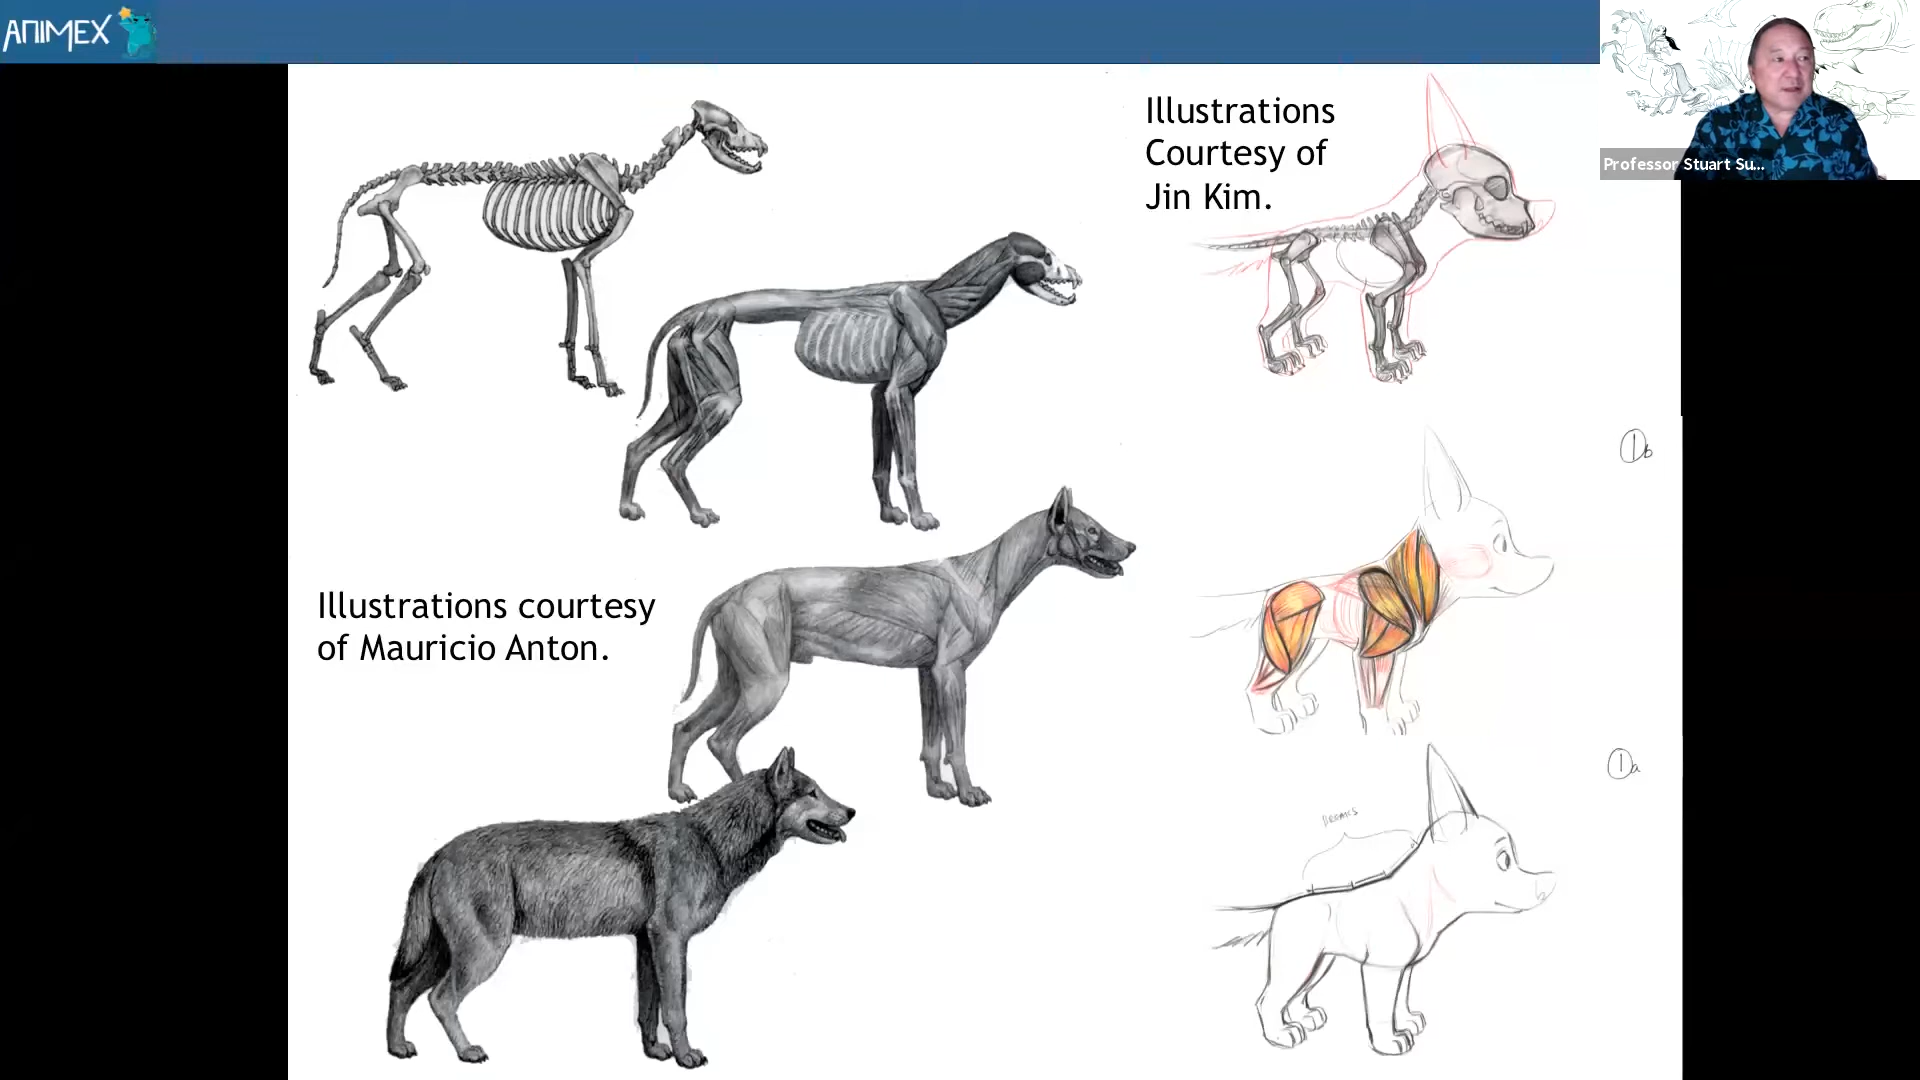 ANIMEX
Illustrations
Courtesy of
Jin Kim.
Professor Stuart Su...
1b
Illustrations courtesy
of Mauricio Anton.
1a